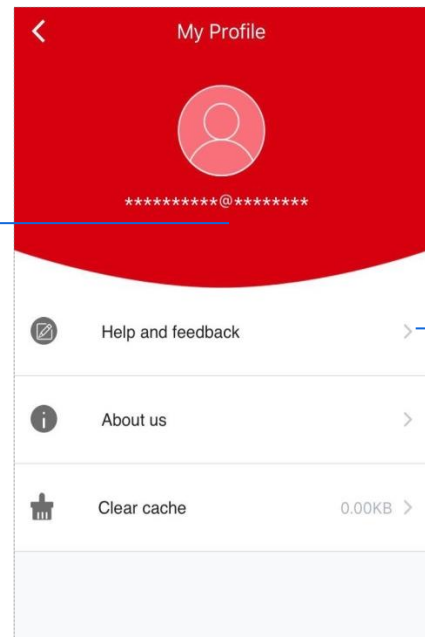 My Profile
**********@********
Help and feedback
About us
Clear cache 0.00KB